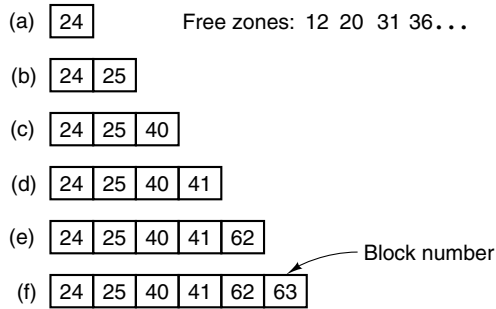 (a) 24 Free zones: 12 20 31 36...
(b) 24 25
(c) 24 25 40
(d) 24 25 40 41
(e) 24 25 40 41 62
Block number
(f) 24 25 40 41 62 63